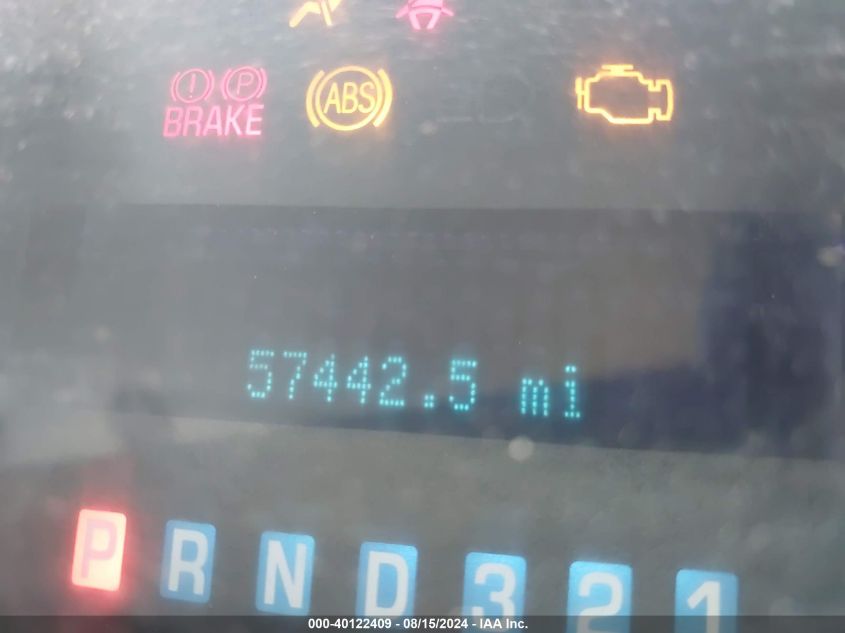 (!) (P)
BRAKE
(ABS)
57442.5 mi
P R N D 3 2 1
000-40122409 - 08/15/2024 - IAA Inc.